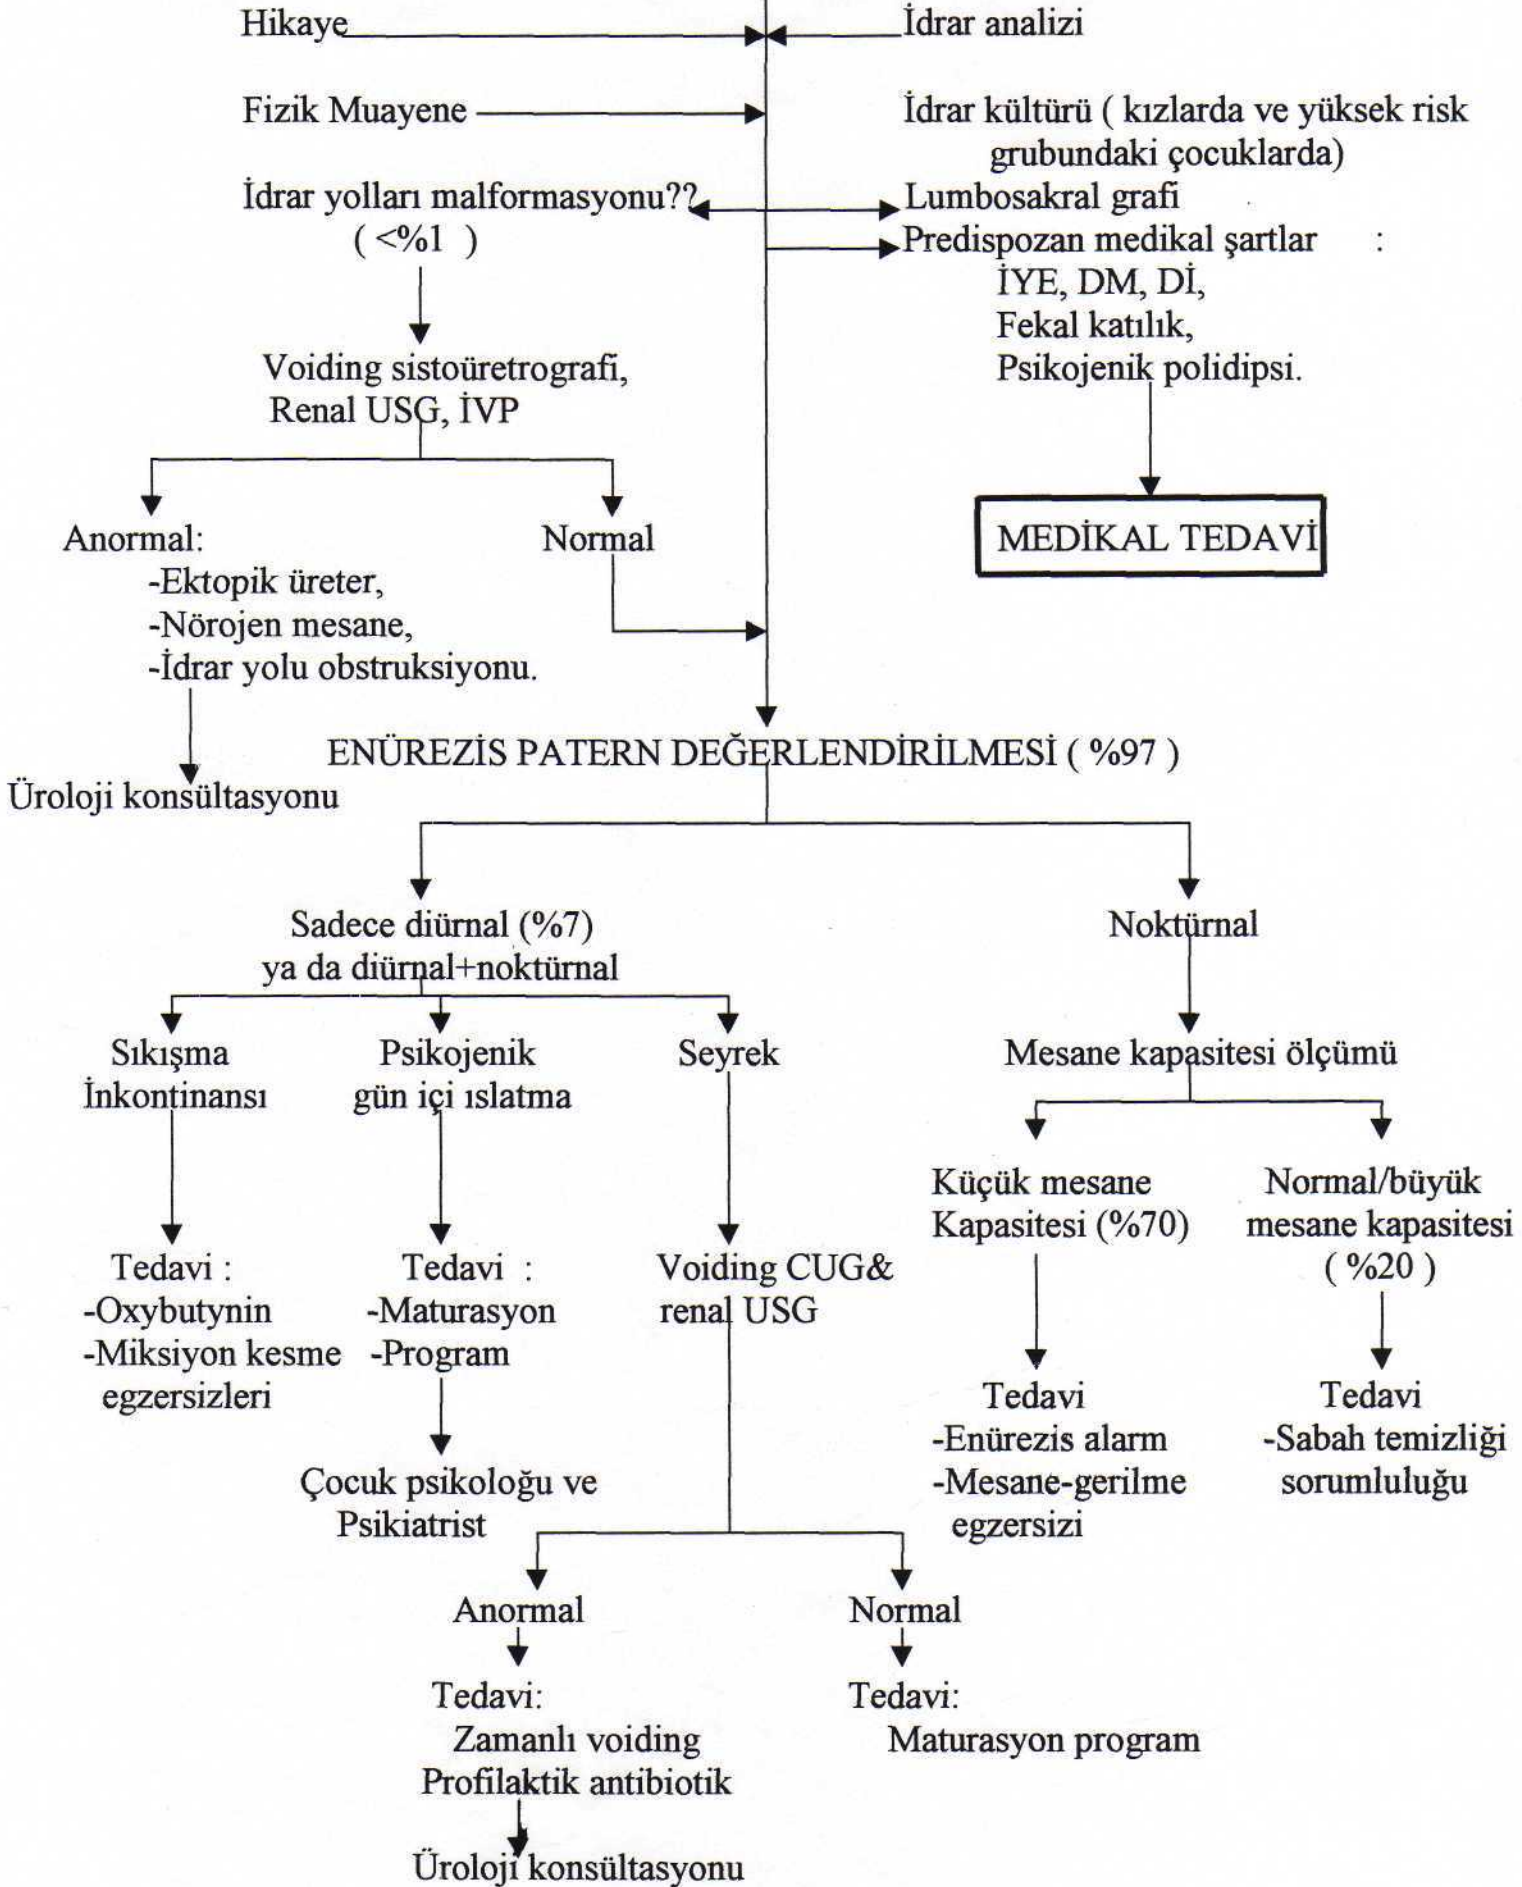 Hikaye
İdrar analizi
Fizik Muayene
İdrar kültürü ( kızlarda ve yüksek risk
grubundaki çocuklarda)
İdrar yolları malformasyonu??
( <%1 )
Lumbosakral grafi
Predispozan medikal şartlar :
İYE, DM, Dİ,
Fekal katılık,
Psikojenik polidipsi.
Voiding sistoüretrografi,
Renal USG, İVP
MEDİKAL TEDAVİ
Anormal:
-Ektopik üreter,
-Nörojen mesane,
-İdrar yolu obstruksiyonu.
Normal
Üroloji konsültasyonu
ENÜREZİS PATERN DEĞERLENDİRİLMESİ ( %97 )
Sadece diürnal (%7)
ya da diürnal+noktürnal
Noktürnal
Sıkışma
İnkontinansı
Psikojenik
gün içi ıslatma
Seyrek
Mesane kapasitesi ölçümü
Küçük mesane
Kapasitesi (%70)
Normal/büyük
mesane kapasitesi
( %20 )
Tedavi :
-Oxybutynin
-Miksiyon kesme
egzersizleri
Tedavi :
-Maturasyon
-Program
Voiding CUG&
renal USG
Tedavi
-Enürezis alarm
-Mesane-gerilme
egzersizi
Tedavi
-Sabah temizliği
sorumluluğu
Çocuk psikoloğu ve
Psikiatrist
Anormal
Normal
Tedavi:
Zamanlı voiding
Profilaktik antibiotik
Tedavi:
Maturasyon program
Üroloji konsültasyonu